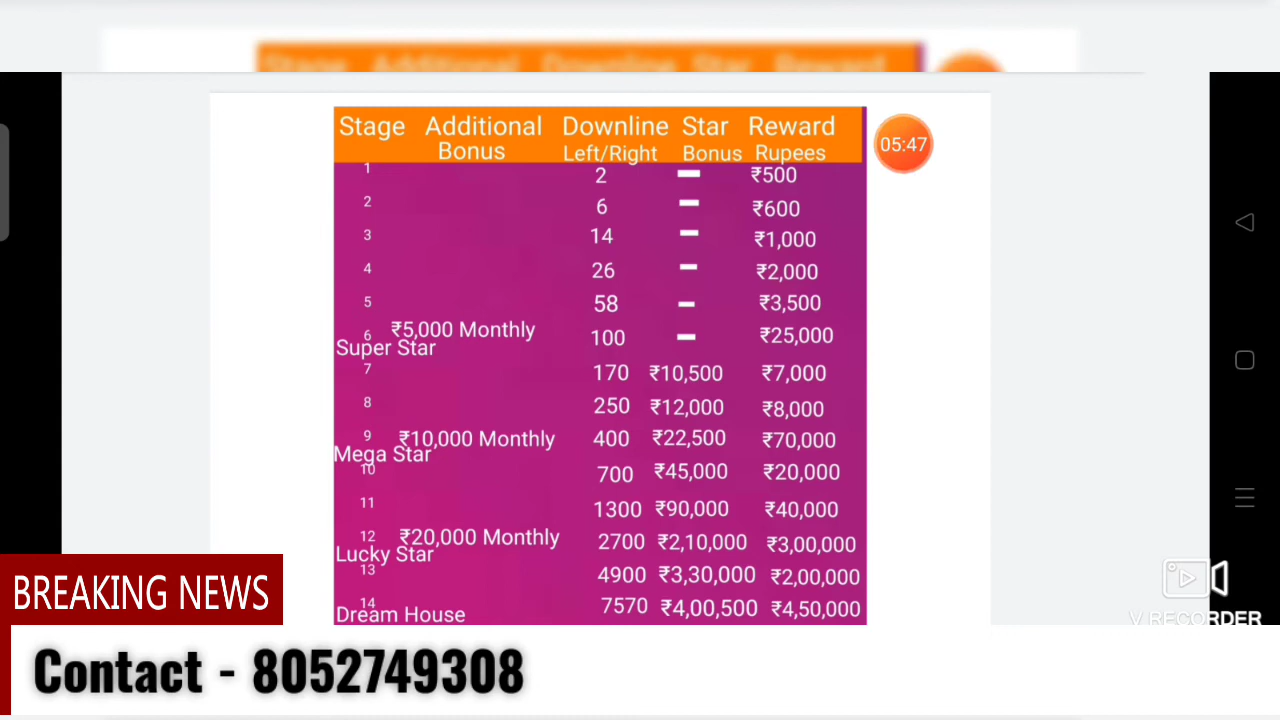 Stage Additional Downline Star Reward
Bonus Left/Right Bonus Rupees
05:47
1 2 - ₹500
2 6 - ₹600
3 14 - ₹1,000
4 26 - ₹2,000
5 58 - ₹3,500
6 ₹5,000 Monthly 100 - ₹25,000
Super Star
7 170 ₹10,500 ₹7,000
8 250 ₹12,000 ₹8,000
9 ₹10,000 Monthly 400 ₹22,500 ₹70,000
Mega Star
10 700 ₹45,000 ₹20,000
11 1300 ₹90,000 ₹40,000
12 ₹20,000 Monthly 2700 ₹2,10,000 ₹3,00,000
Lucky Star
13 4900 ₹3,30,000 ₹2,00,000
14 7570 ₹4,00,500 ₹4,50,000
Dream House
V RECORDER
BREAKING NEWS
Contact - 8052749308